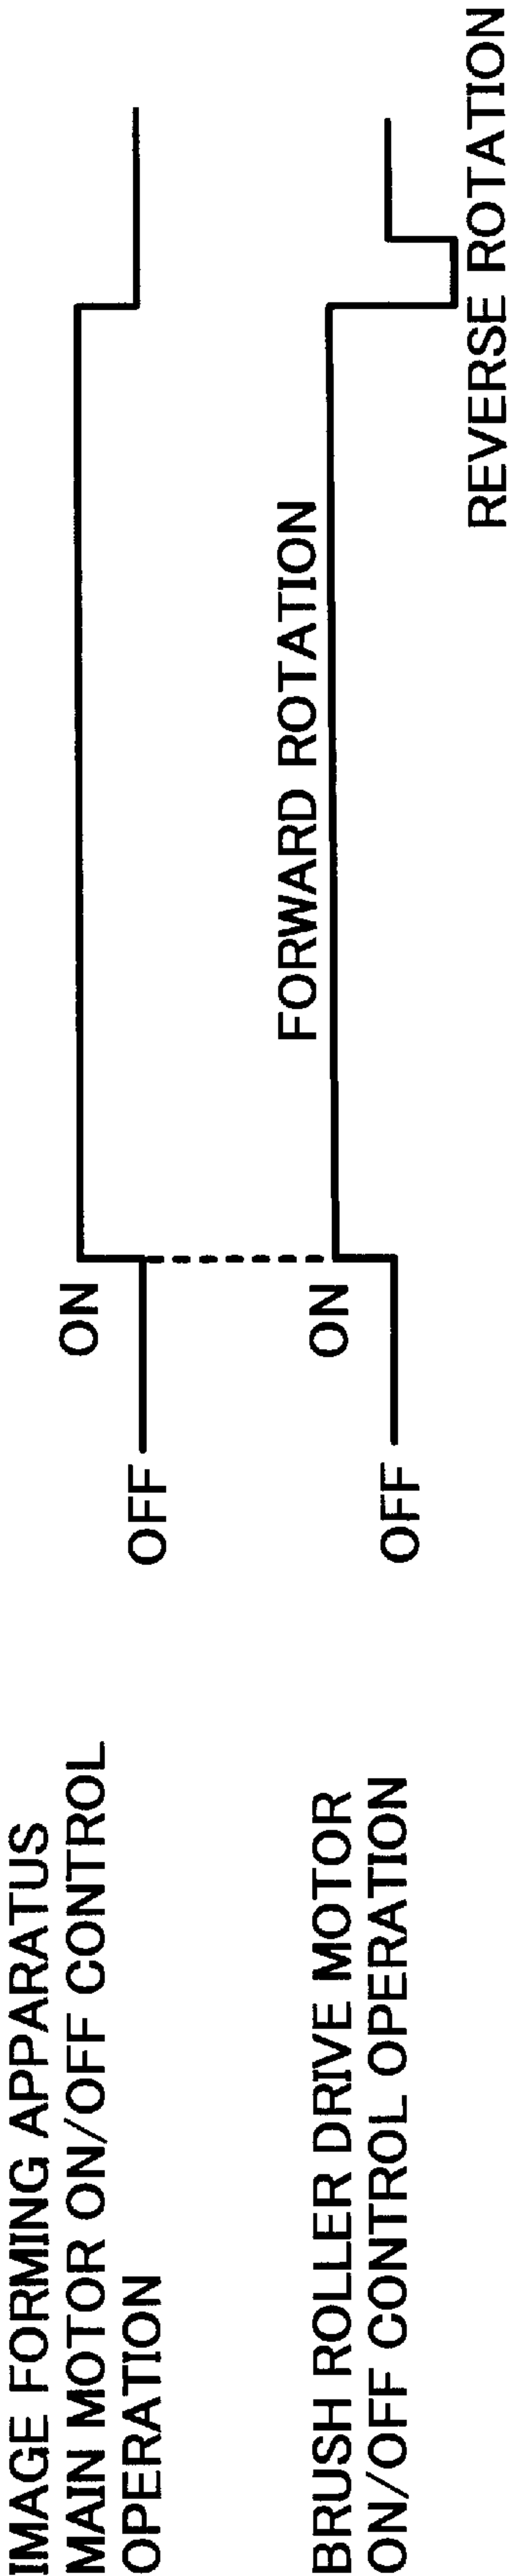 IMAGE FORMING APPARATUS
MAIN MOTOR ON/OFF CONTROL
OPERATION
ON
OFF
BRUSH ROLLER DRIVE MOTOR
ON/OFF CONTROL OPERATION
ON
OFF
FORWARD ROTATION
REVERSE ROTATION